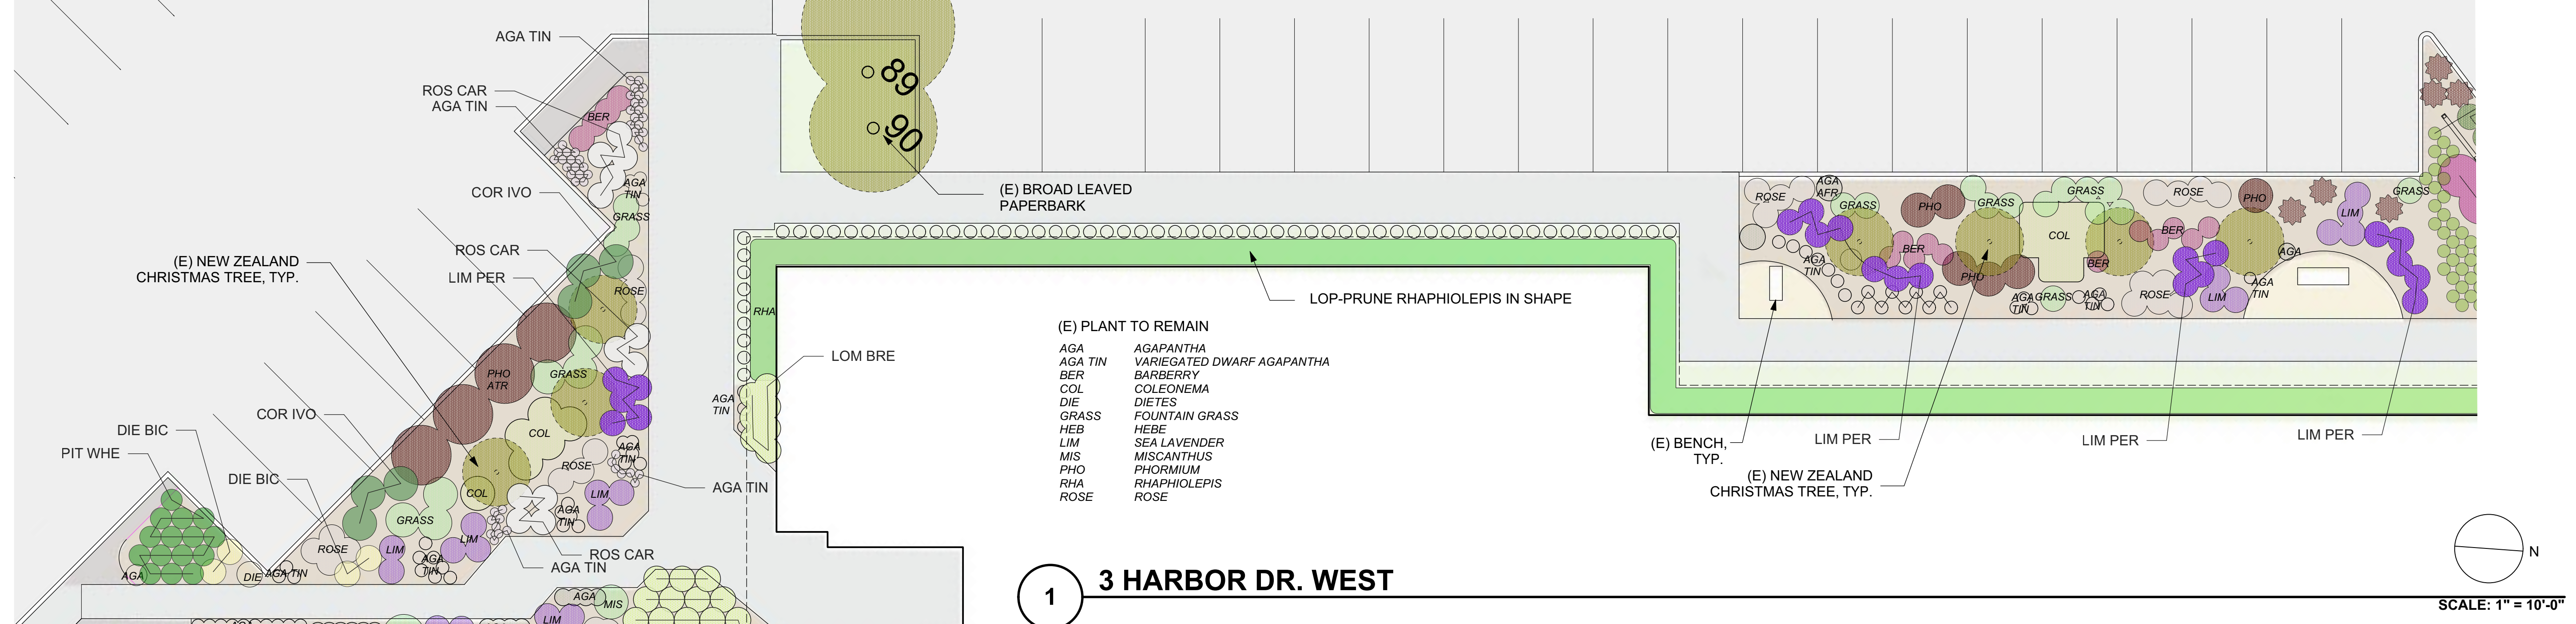 AGA TIN
ROS CAR
AGA TIN
BER
COR IVO
AGA
TIN
GRASS
ROS CAR
(E) NEW ZEALAND
CHRISTMAS TREE, TYP.
LIM PER
ROSE
PHO
ATR
GRASS
COR IVO
DIE BIC
PIT WHE
DIE BIC
COL
ROSE
AGA
TIN
COL
LIM
AGA TIN
GRASS
AGA
TIN
LIM
ROSE
LIM
AGA
TIN
ROS CAR
AGA TIN
AGA
DIE
AGA TIN
AGA
MIS
LIM
AGA
89
90
(E) BROAD LEAVED
PAPERBARK
RHA
LOM BRE
AGA
TIN
LOP-PRUNE RHAPHIOLEPIS IN SHAPE
(E) PLANT TO REMAIN
AGA AGAPANTHA
AGA TIN VARIEGATED DWARF AGAPANTHA
BER BARBERRY
COL COLEONEMA
DIE DIETES
GRASS FOUNTAIN GRASS
HEB HEBE
LIM SEA LAVENDER
MIS MISCANTHUS
PHO PHORMIUM
RHA RHAPHIOLEPIS
ROSE ROSE
ROSE
AGA
AFR
GRASS
PHO
GRASS
GRASS
ROSE
PHO
LIM
GRASS
COL
BER
BER
AGA
AGA
TIN
BER
PHO
AGA
TIN
GRASS
AGA
TIN
ROSE
LIM
AGA
TIN
(E) BENCH,
TYP.
LIM PER
(E) NEW ZEALAND
CHRISTMAS TREE, TYP.
LIM PER
LIM PER
N
1
3 HARBOR DR. WEST
SCALE: 1" = 10'-0"